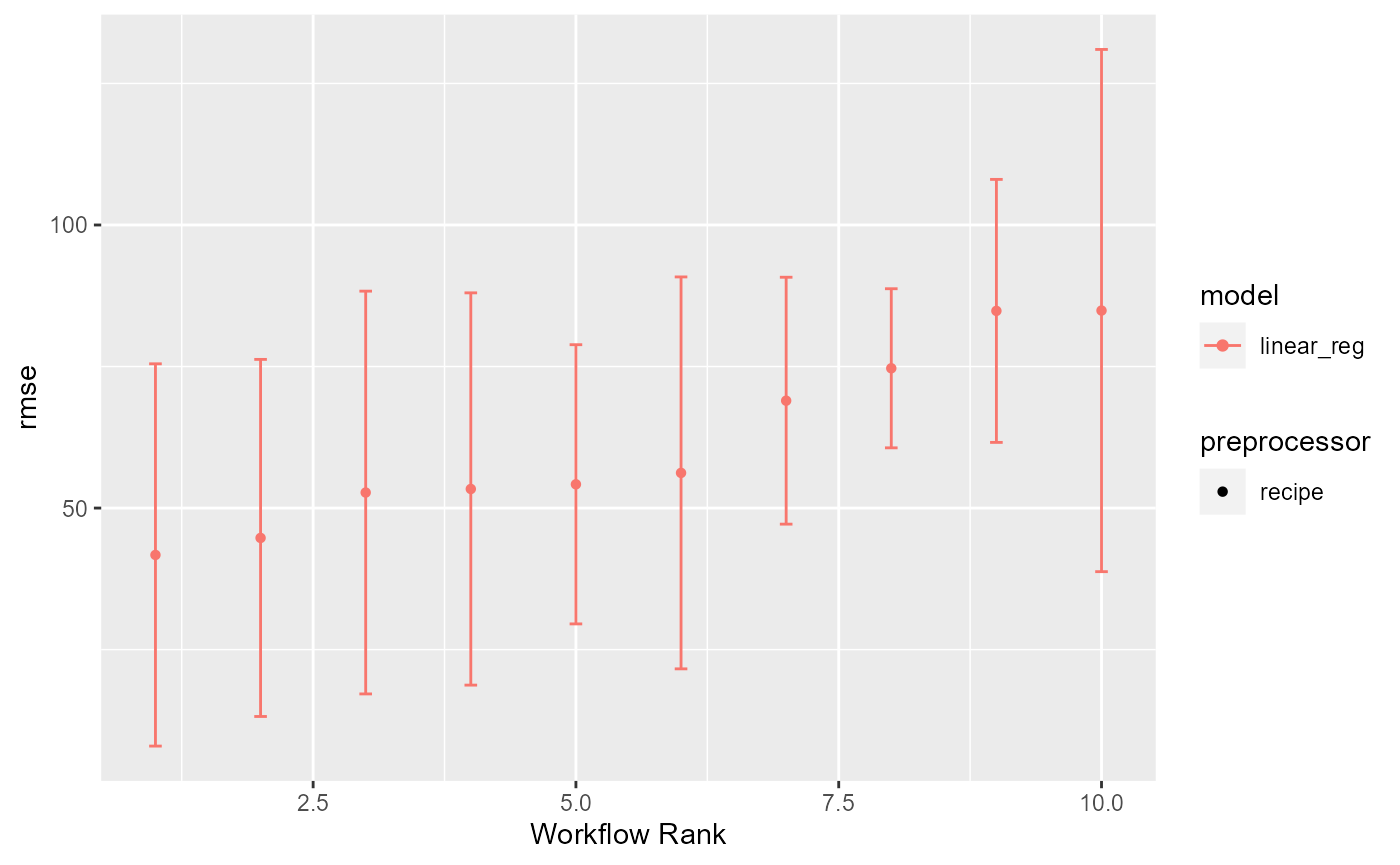 100
50
rmse
2.5 5.0 7.5 10.0
Workflow Rank
model
linear_reg
preprocessor
recipe